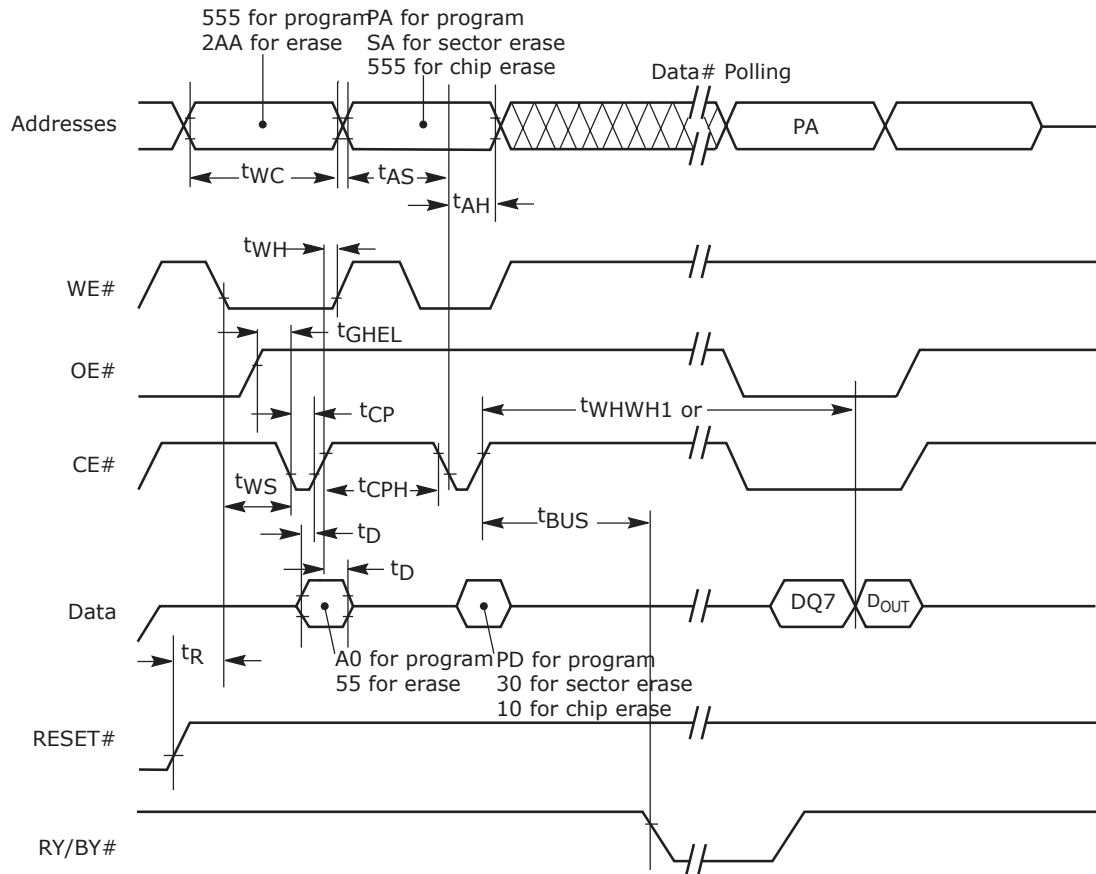 555 for program
2AA for erase
PA for program
SA for sector erase
555 for chip erase
Data# Polling
Addresses
PA
tWC
tAS
tAH
tWH
WE#
tGHEL
OE#
tWHWH1 or
tCP
CE#
tWS
tCPH
tBUS
tD
tD
Data
DQ7
DOUT
tR
A0 for program
55 for erase
PD for program
30 for sector erase
10 for chip erase
RESET#
RY/BY#